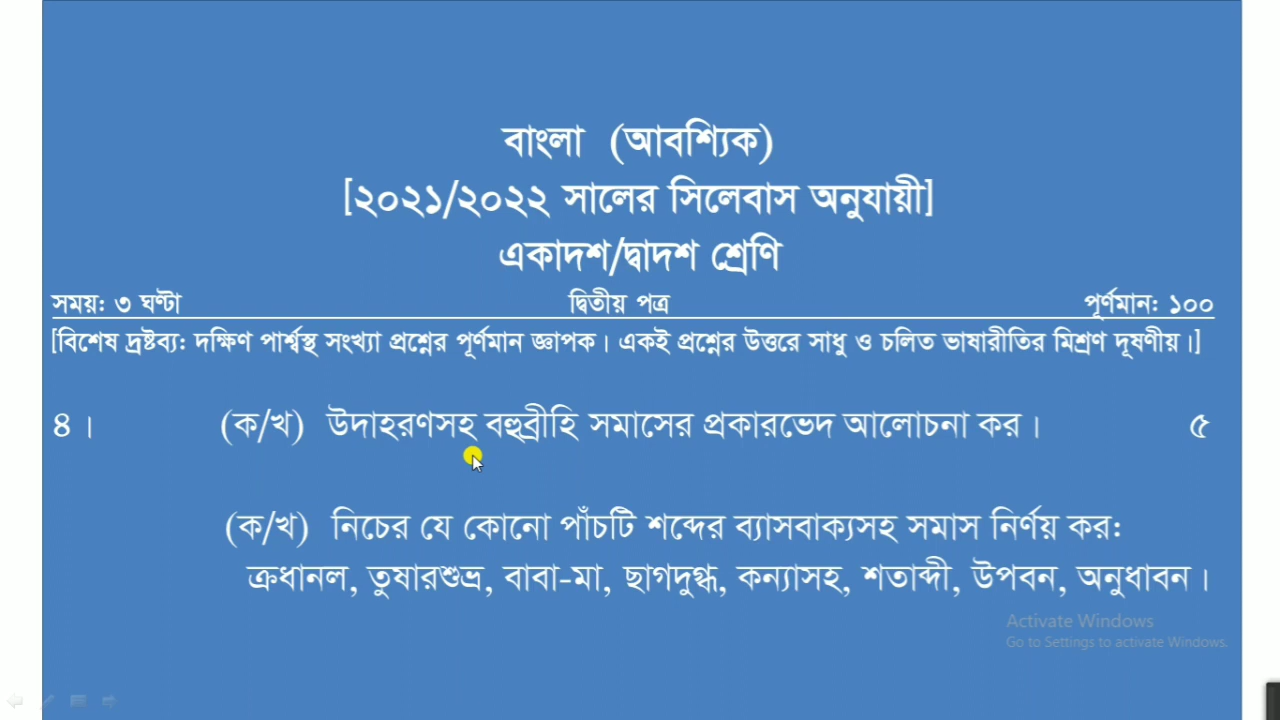 বাংলা (আবশ্যিক)
[২০২১/২০২২ সালের সিলেবাস অনুযায়ী]
একাদশ/দ্বাদশ শ্রেণি
সময়: ৩ ঘণ্টা দ্বিতীয় পত্র পূর্ণমান: ১০০
[বিশেষ দ্রষ্টব্য: দক্ষিণ পার্শ্বস্থ সংখ্যা প্রশ্নের পূর্ণমান জ্ঞাপক। একই প্রশ্নের উত্তরে সাধু ও চলিত ভাষারীতির মিশ্রণ দূষণীয়।]
৪। (ক/খ) উদাহরণসহ বহুব্রীহি সমাসের প্রকারভেদ আলোচনা কর। ৫
(ক/খ) নিচের যে কোনো পাঁচটি শব্দের ব্যাসবাক্যসহ সমাস নির্ণয় কর:
ক্রধানল, তুষারশুভ্র, বাবা-মা, ছাগদুগ্ধ, কন্যাসহ, শতাব্দী, উপবন, অনুধাবন।
Activate Windows
Go to Settings to activate Windows.